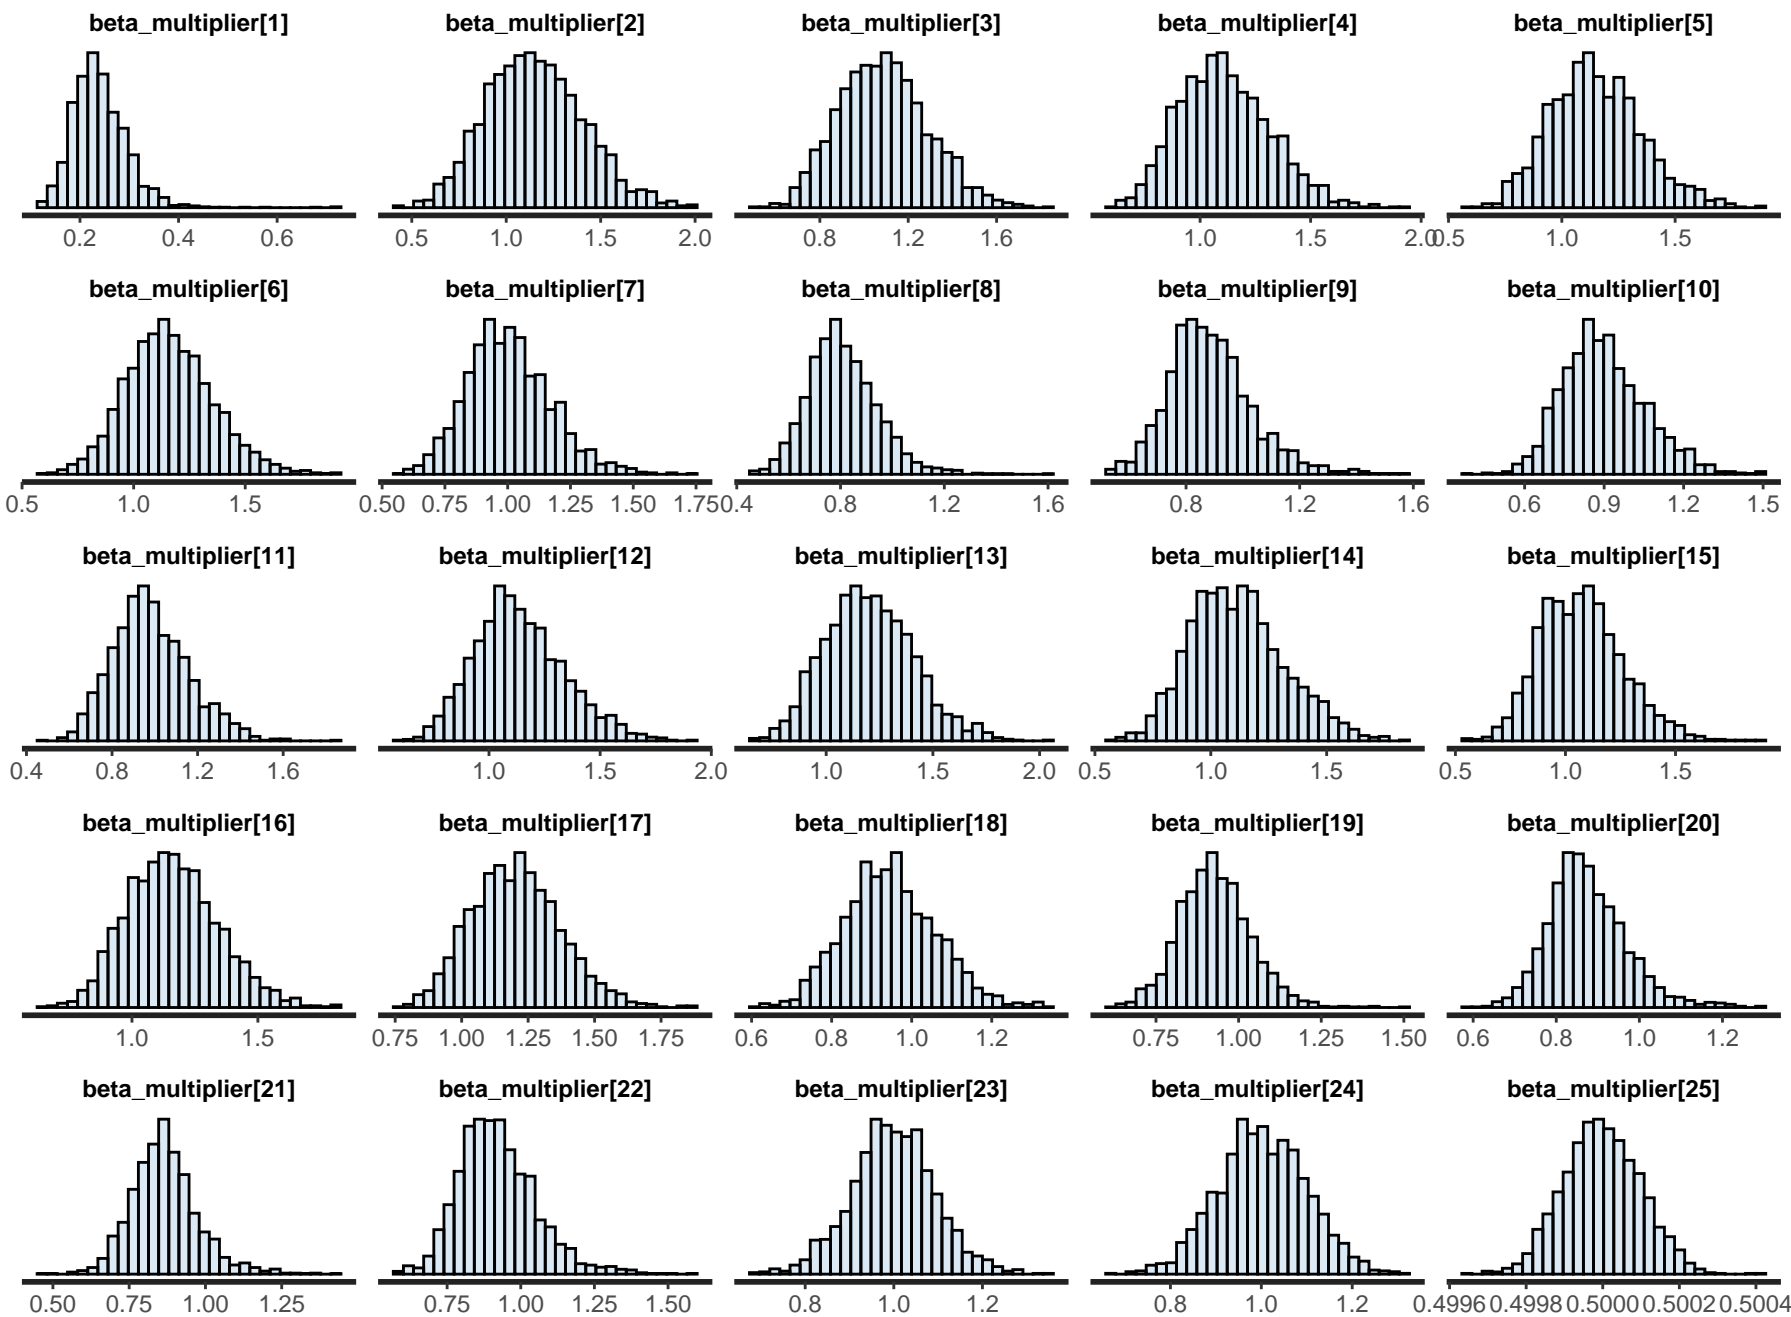 beta_multiplier[1] beta_multiplier[2] beta_multiplier[3] beta_multiplier[4] beta_multiplier[5]
0.2 0.4 0.6 0.5 1.0 1.5 2.0 0.8 1.2 1.6 1.0 1.5 2.0 0.5 1.0 1.5
beta_multiplier[6] beta_multiplier[7] beta_multiplier[8] beta_multiplier[9] beta_multiplier[10]
0.5 1.0 1.5 0.50 0.75 1.00 1.25 1.50 1.75 0.4 0.8 1.2 1.6 0.8 1.2 1.6 0.6 0.9 1.2 1.5
beta_multiplier[11] beta_multiplier[12] beta_multiplier[13] beta_multiplier[14] beta_multiplier[15]
0.4 0.8 1.2 1.6 1.0 1.5 2.0 1.0 1.5 2.0 0.5 1.0 1.5 0.5 1.0 1.5
beta_multiplier[16] beta_multiplier[17] beta_multiplier[18] beta_multiplier[19] beta_multiplier[20]
1.0 1.5 0.75 1.00 1.25 1.50 1.75 0.6 0.8 1.0 1.2 0.75 1.00 1.25 1.50 0.6 0.8 1.0 1.2
beta_multiplier[21] beta_multiplier[22] beta_multiplier[23] beta_multiplier[24] beta_multiplier[25]
0.50 0.75 1.00 1.25 0.75 1.00 1.25 1.50 0.8 1.0 1.2 0.8 1.0 1.2 0.4996 0.4998 0.5000 0.5002 0.5004